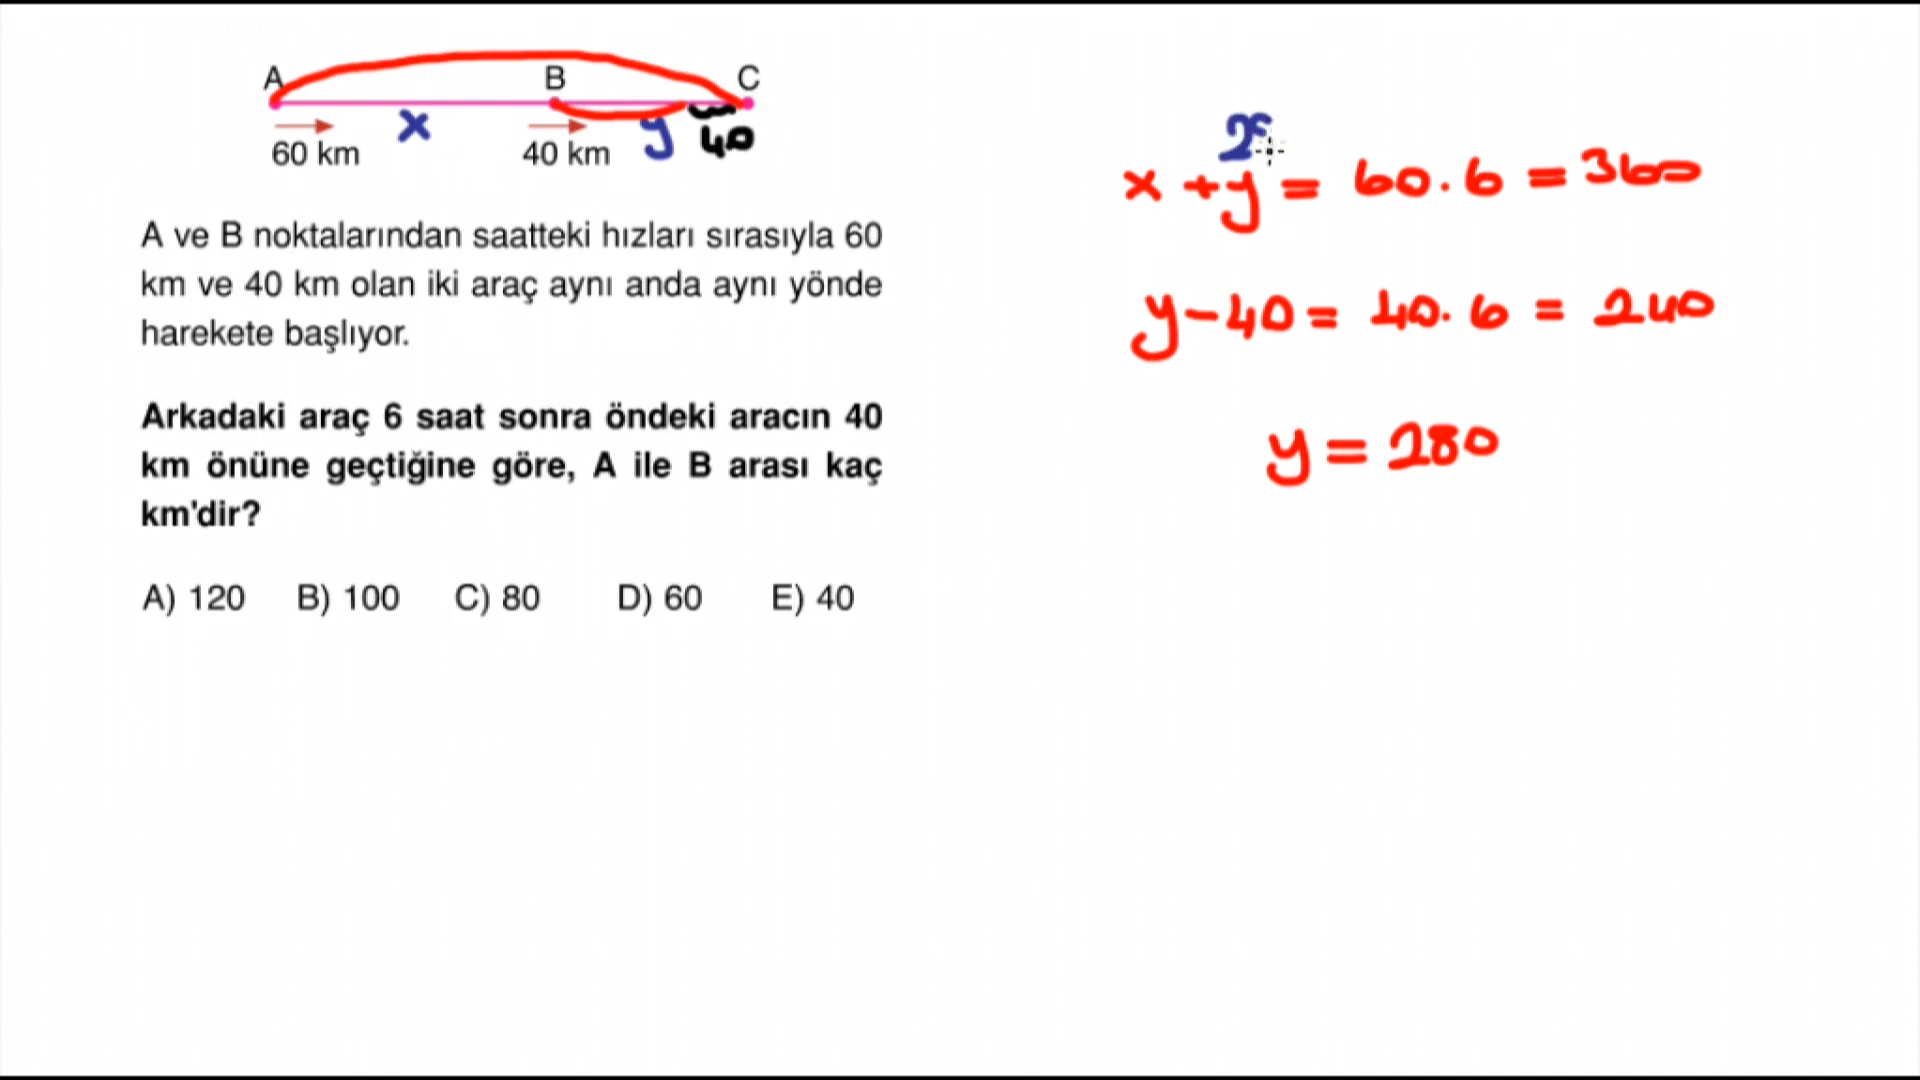 A B C
x y 40
60 km 40 km
A ve B noktalarından saatteki hızları sırasıyla 60
km ve 40 km olan iki araç aynı anda aynı yönde
harekete başlıyor.
Arkadaki araç 6 saat sonra öndeki aracın 40
km önüne geçtiğine göre, A ile B arası kaç
km'dir?
A) 120 B) 100 C) 80 D) 60 E) 40
x + y = 60 . 6 = 360
y - 40 = 40 . 6 = 240
y = 280